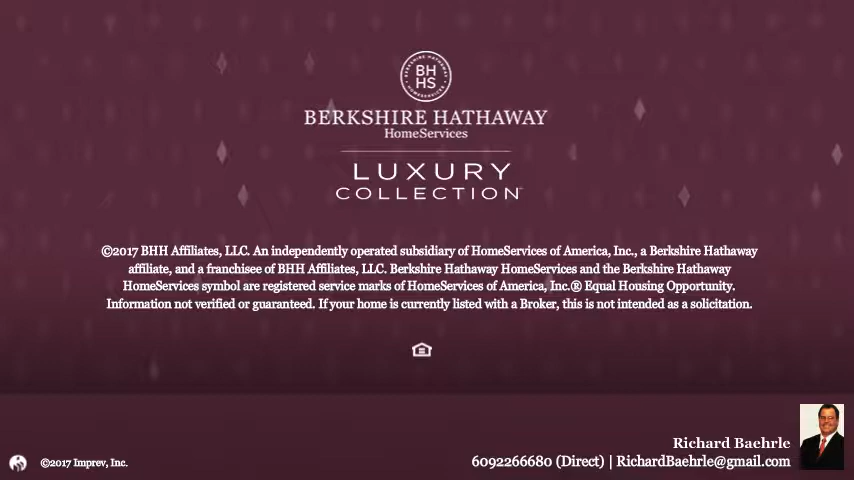 BERKSHIRE HATHAWAY
HOMESERVICES
BH
HS
BERKSHIRE HATHAWAY
HomeServices
LUXURY
COLLECTION
©2017 BHH Affiliates, LLC. An independently operated subsidiary of HomeServices of America, Inc., a Berkshire Hathaway
affiliate, and a franchisee of BHH Affiliates, LLC. Berkshire Hathaway HomeServices and the Berkshire Hathaway
HomeServices symbol are registered service marks of HomeServices of America, Inc.® Equal Housing Opportunity.
Information not verified or guaranteed. If your home is currently listed with a Broker, this is not intended as a solicitation.
Richard Baehrle
6092266680 (Direct) | RichardBaehrle@gmail.com
©2017 Imprev, Inc.